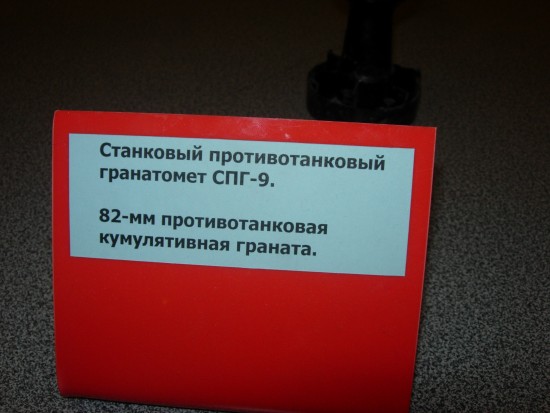 Станковый противотанковый
гранатомет СПГ-9.
82-мм противотанковая
кумулятивная граната.